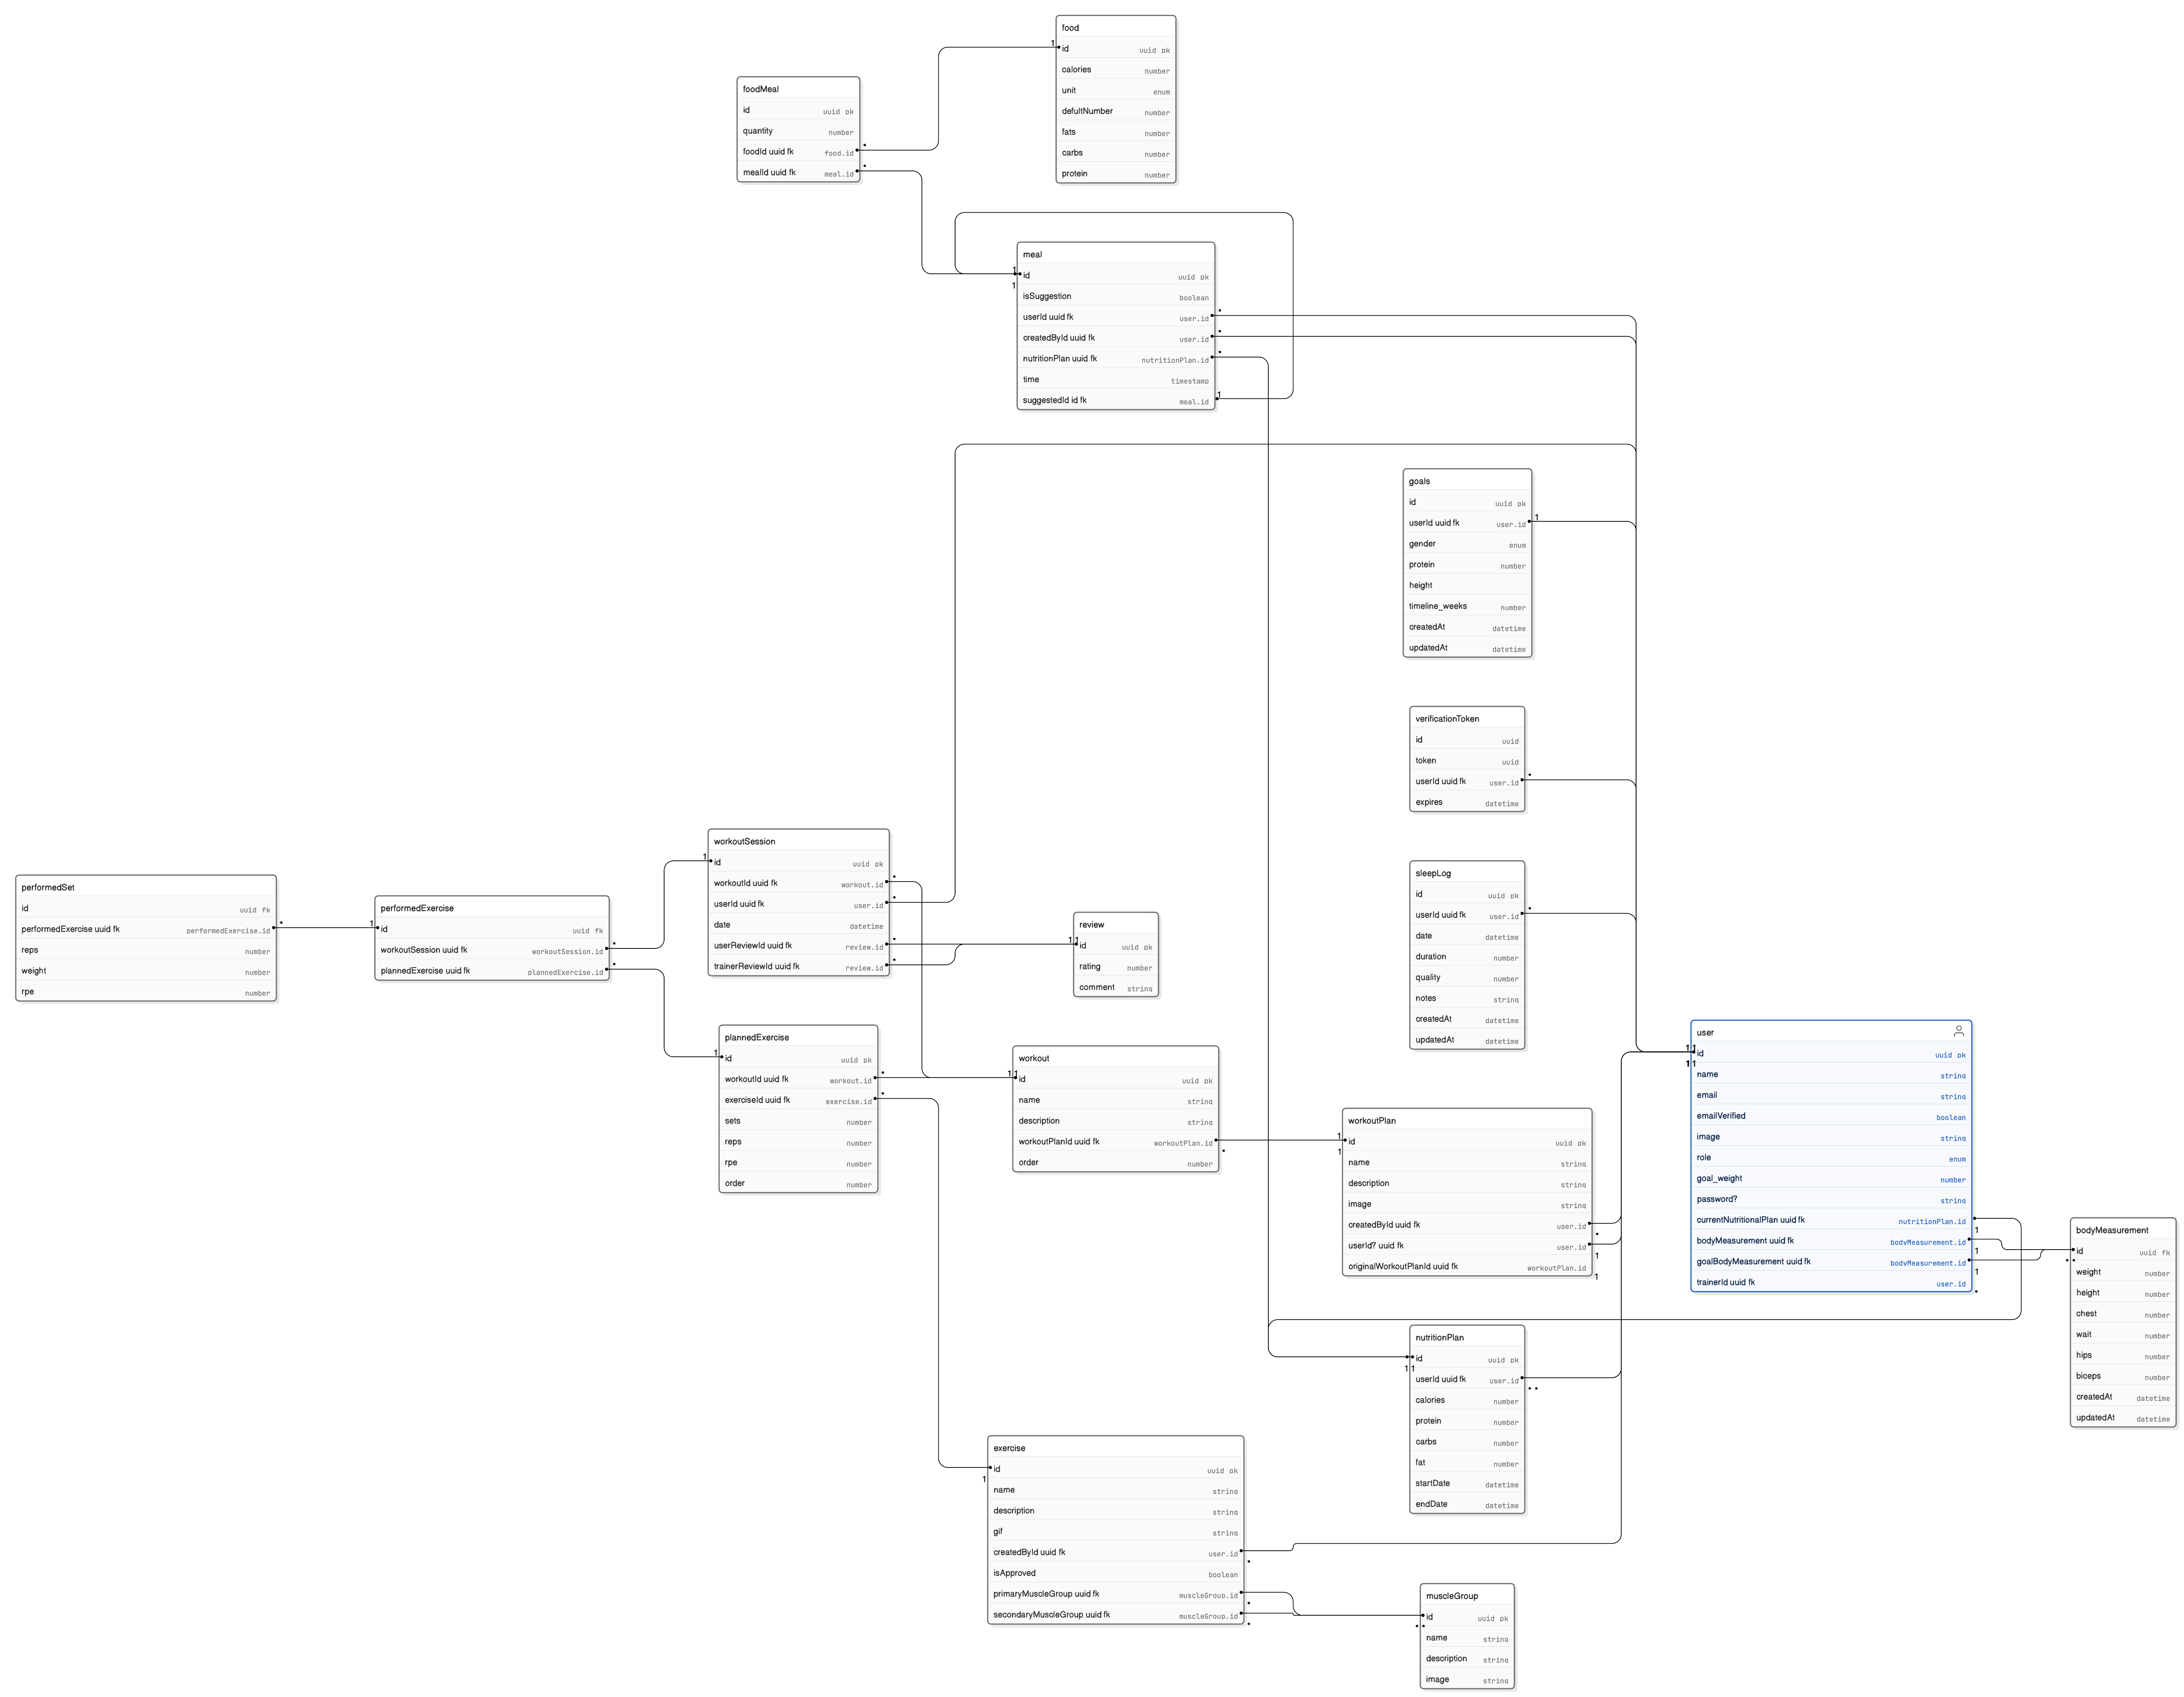 food
id uuid pk
calories number
unit enum
defultNumber number
fats number
carbs number
protein number
foodMeal
id uuid pk
quantity number
foodId uuid fk food.id
mealId uuid fk meal.id
meal
id uuid pk
isSuggestion boolean
userId uuid fk user.id
createdById uuid fk user.id
nutritionPlan uuid fk nutritionPlan.id
time timestamp
suggestedId id fk meal.id
goals
id uuid pk
userId uuid fk user.id
gender enum
protein number
height
timeline_weeks number
createdAt datetime
updatedAt datetime
verificationToken
id uuid
token uuid
userId uuid fk user.id
expires datetime
sleepLog
id uuid pk
userId uuid fk user.id
date datetime
duration number
quality number
notes string
createdAt datetime
updatedAt datetime
workoutSession
id uuid pk
workoutId uuid fk workout.id
userId uuid fk user.id
date datetime
userReviewId uuid fk review.id
trainerReviewId uuid fk review.id
performedSet
id uuid fk
performedExercise uuid fk performedExercise.id
reps number
weight number
rpe number
performedExercise
id uuid fk
workoutSession uuid fk workoutSession.id
plannedExercise uuid fk plannedExercise.id
review
id uuid pk
rating number
comment string
plannedExercise
id uuid pk
workoutId uuid fk workout.id
exerciseId uuid fk exercise.id
sets number
reps number
rpe number
order number
workout
id uuid pk
name string
description string
workoutPlanId uuid fk workoutPlan.id
order number
workoutPlan
id uuid pk
name string
description string
image string
createdById uuid fk user.id
userId? uuid fk user.id
originalWorkoutPlanId uuid fk workoutPlan.id
user
id uuid pk
name string
email string
emailVerified boolean
image string
role enum
goal_weight number
password? string
currentNutritionalPlan uuid fk nutritionPlan.id
bodyMeasurement uuid fk bodyMeasurement.id
goalBodyMeasurement uuid fk bodyMeasurement.id
trainerId uuid fk user.id
bodyMeasurement
id uuid fk
weight number
height number
chest number
wait number
hips number
biceps number
createdAt datetime
updatedAt datetime
nutritionPlan
id uuid pk
userId uuid fk user.id
calories number
protein number
carbs number
fat number
startDate datetime
endDate datetime
exercise
id uuid pk
name string
description string
gif string
createdById uuid fk user.id
isApproved boolean
primaryMuscleGroup uuid fk muscleGroup.id
secondaryMuscleGroup uuid fk muscleGroup.id
muscleGroup
id uuid pk
name string
description string
image string